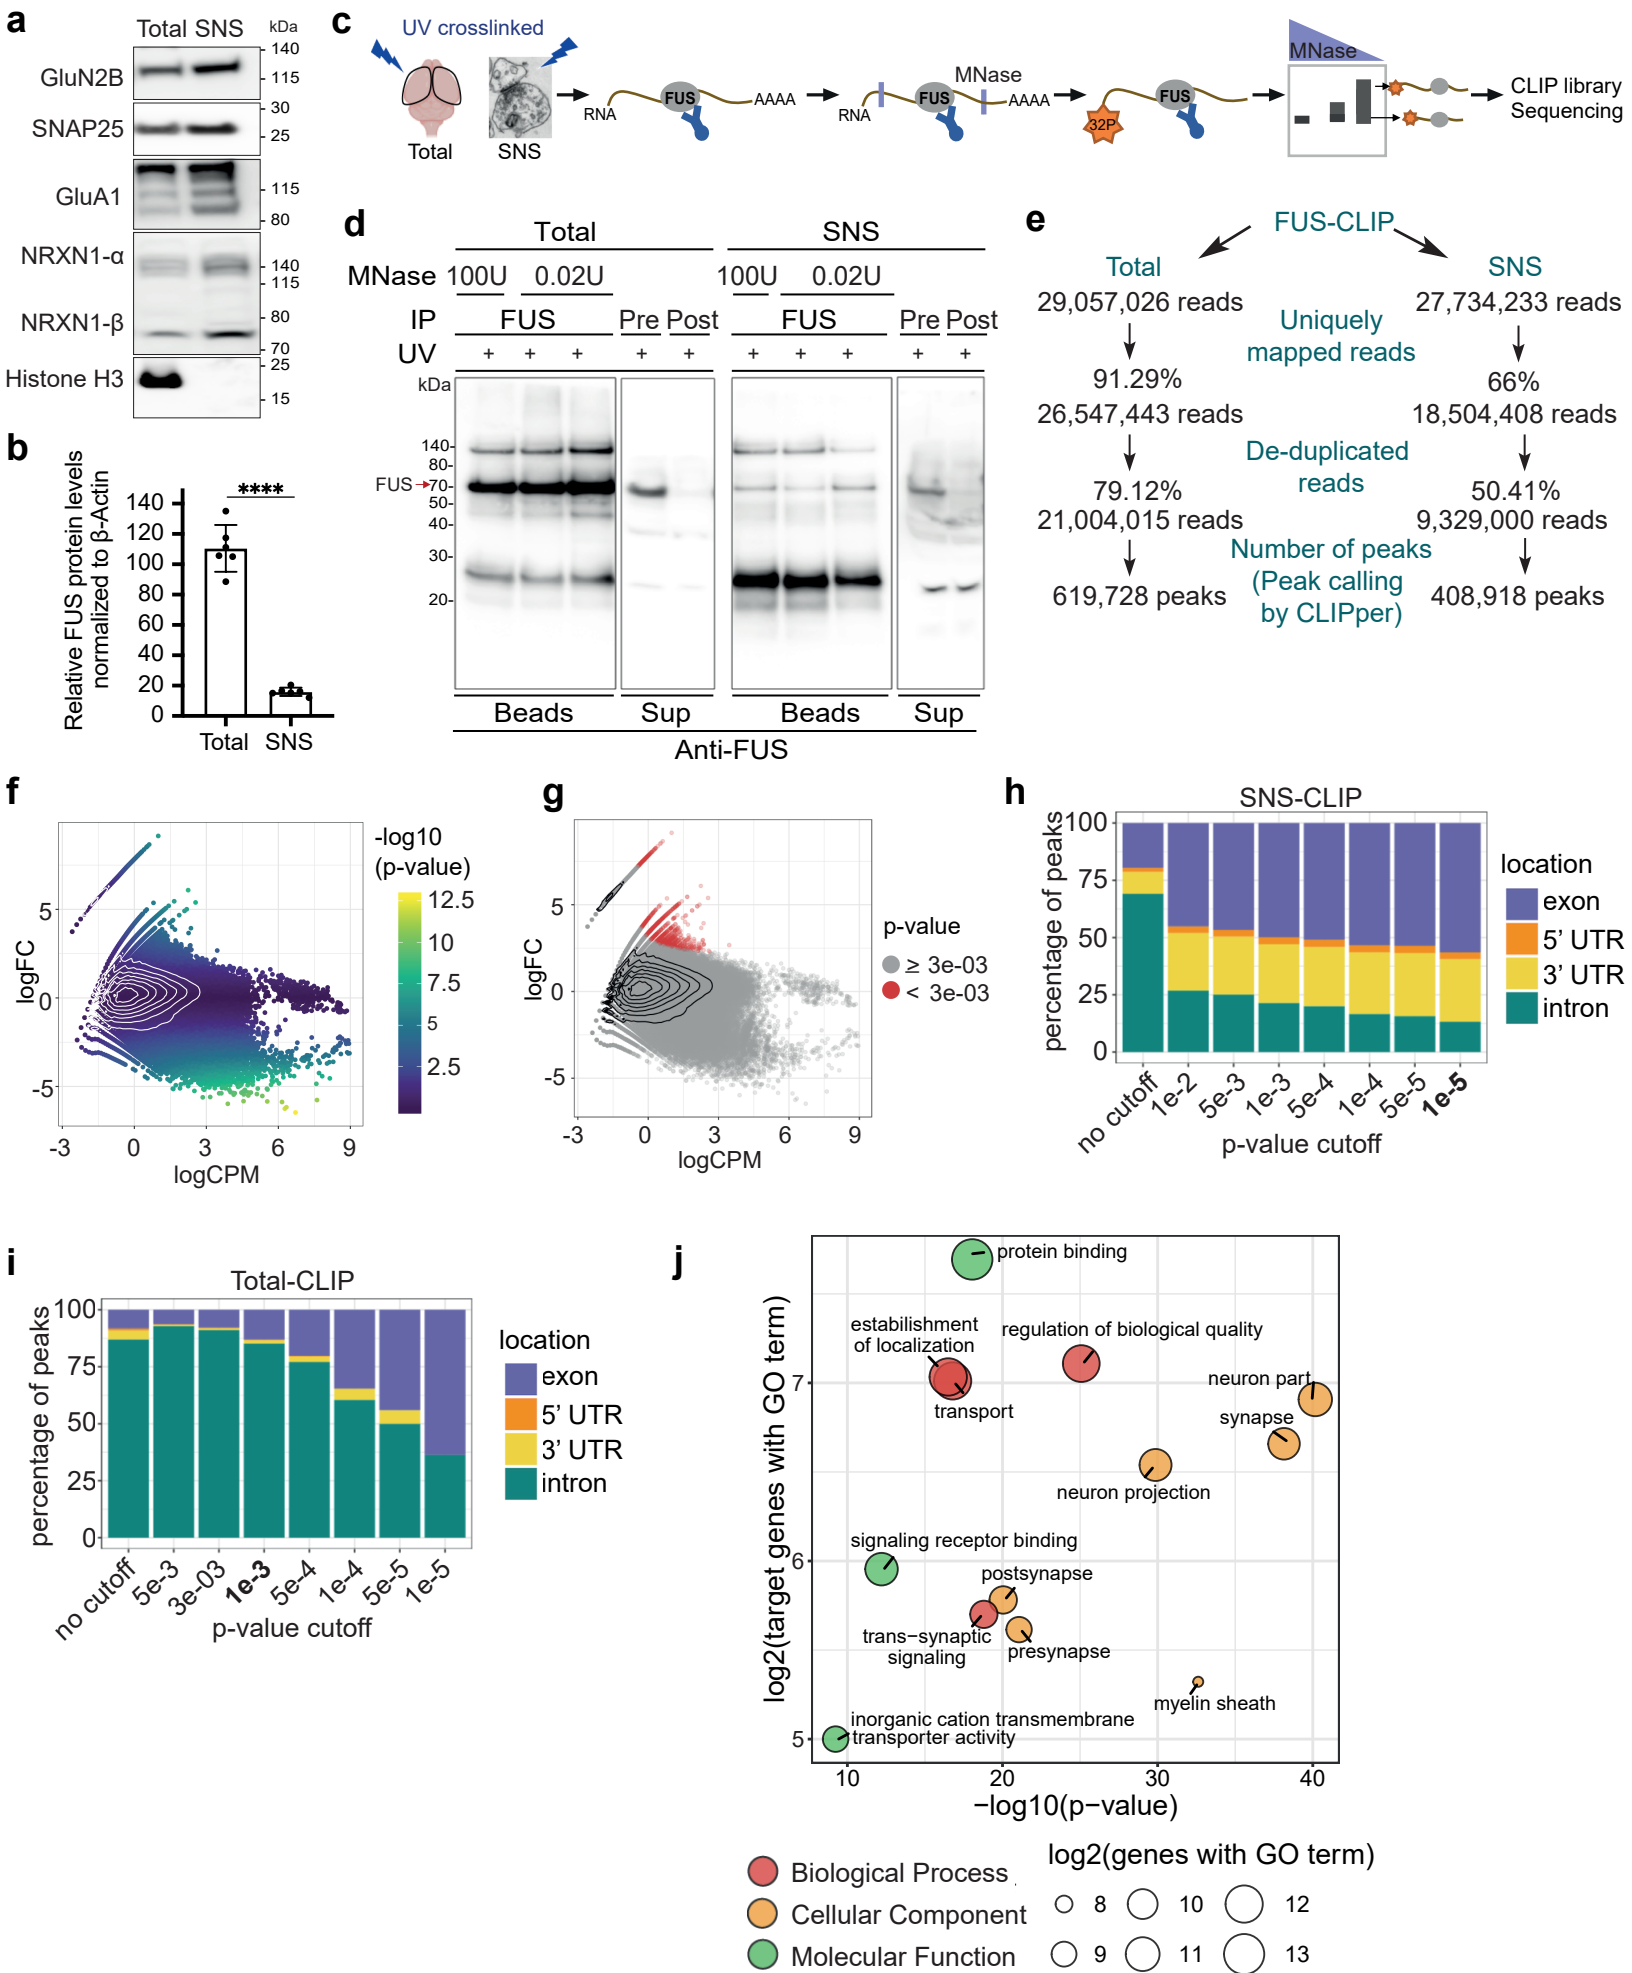 a
Total SNS
kDa
GluN2B
140
115
SNAP25
30
25
GluA1
115
80
NRXN1-α
140
115
NRXN1-β
80
70
Histone H3
25
15
b
Relative FUS protein levels
normalized to β-Actin
140
120
100
80
60
40
20
0
****
Total SNS
c
UV crosslinked
Total
SNS
RNA
FUS
AAAA
RNA
FUS
MNase
AAAA
32P
FUS
MNase
CLIP library
Sequencing
d
Total
SNS
MNase
100U 0.02U
100U 0.02U
IP
FUS Pre Post
FUS Pre Post
UV
+ + + + +
+ + + + +
kDa
140-
80-
FUS
70-
50-
40-
30-
20-
Beads Sup
Beads Sup
Anti-FUS
e
FUS-CLIP
Total
SNS
29,057,026 reads
27,734,233 reads
Uniquely
mapped reads
91.29%
66%
26,547,443 reads
18,504,408 reads
De-duplicated
reads
79.12%
50.41%
21,004,015 reads
9,329,000 reads
Number of peaks
(Peak calling
by CLIPper)
619,728 peaks
408,918 peaks
f
logFC
5
0
-5
-3 0 3 6 9
logCPM
-log10
(p-value)
12.5
10
7.5
5
2.5
g
logFC
5
0
-5
-3 0 3 6 9
logCPM
p-value
≥ 3e-03
< 3e-03
h
SNS-CLIP
percentage of peaks
100
75
50
25
0
no cutoff
1e-2
5e-3
1e-3
5e-4
1e-4
5e-5
1e-5
p-value cutoff
location
exon
5' UTR
3' UTR
intron
i
Total-CLIP
percentage of peaks
100
75
50
25
0
no cutoff
5e-3
3e-03
1e-3
5e-4
1e-4
5e-5
1e-5
p-value cutoff
location
exon
5' UTR
3' UTR
intron
j
log2(target genes with GO term)
7
6
5
protein binding
estabilishment
of localization
regulation of biological quality
transport
neuron part
synapse
neuron projection
signaling receptor binding
postsynapse
trans−synaptic
signaling
presynapse
myelin sheath
inorganic cation transmembrane
transporter activity
10 20 30 40
−log10(p−value)
Biological Process
Cellular Component
Molecular Function
log2(genes with GO term)
8 10 12
9 11 13